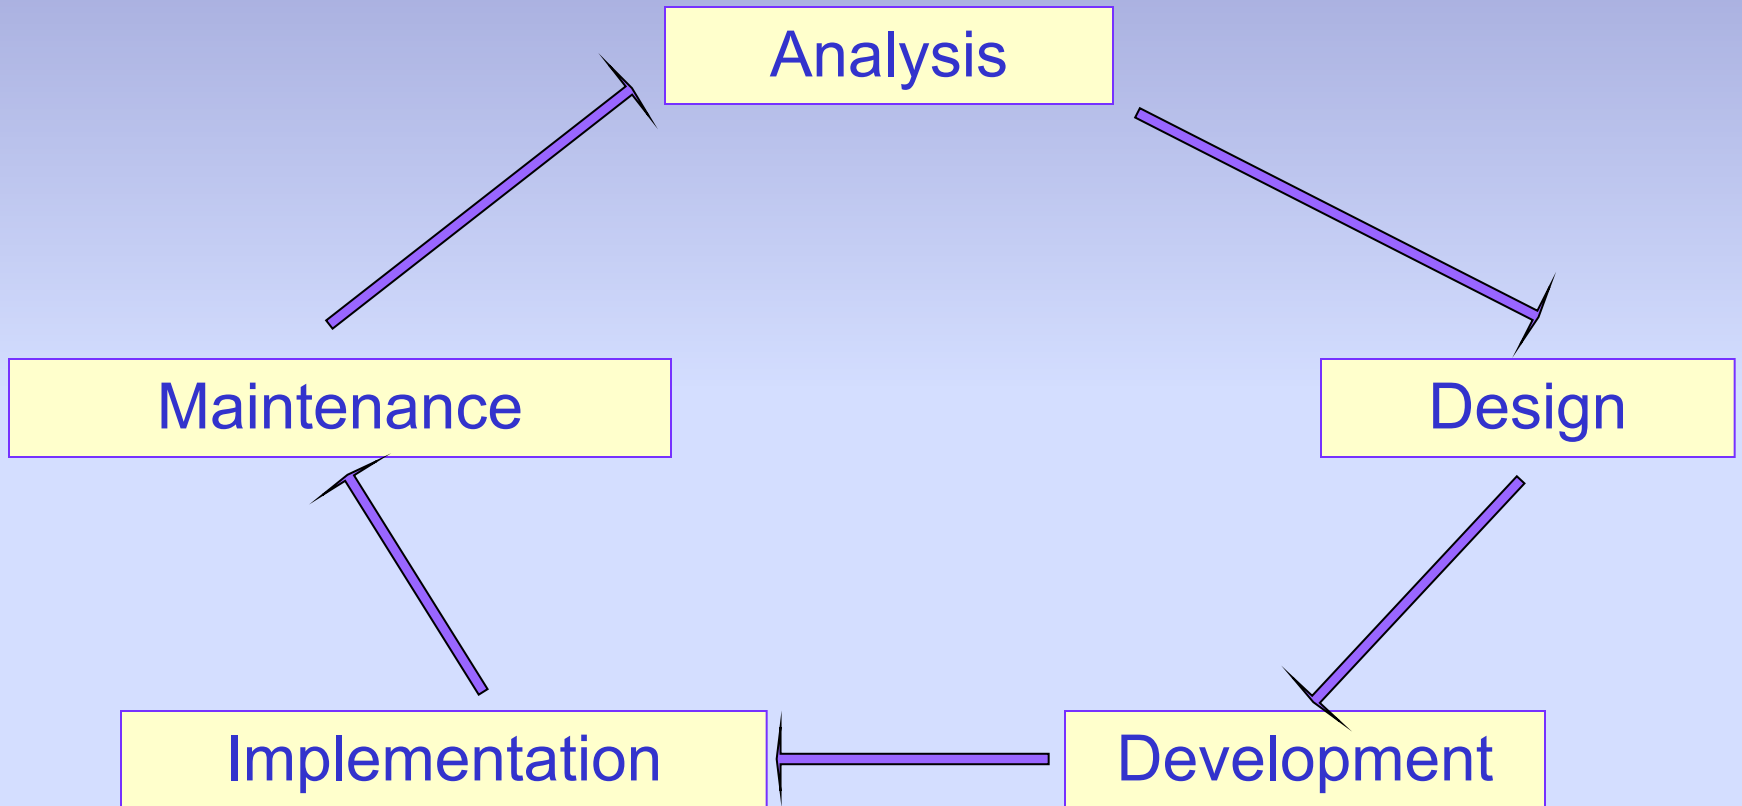 Analysis
Maintenance
Design
Implementation
Development